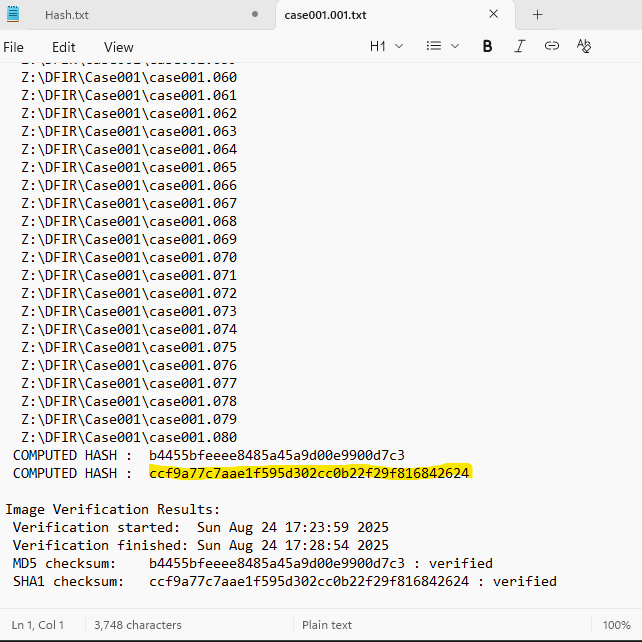 Hash.txt
case001.001.txt
File Edit View
H1
B I
Z:\DFIR\Case001\case001.060
Z:\DFIR\Case001\case001.061
Z:\DFIR\Case001\case001.062
Z:\DFIR\Case001\case001.063
Z:\DFIR\Case001\case001.064
Z:\DFIR\Case001\case001.065
Z:\DFIR\Case001\case001.066
Z:\DFIR\Case001\case001.067
Z:\DFIR\Case001\case001.068
Z:\DFIR\Case001\case001.069
Z:\DFIR\Case001\case001.070
Z:\DFIR\Case001\case001.071
Z:\DFIR\Case001\case001.072
Z:\DFIR\Case001\case001.073
Z:\DFIR\Case001\case001.074
Z:\DFIR\Case001\case001.075
Z:\DFIR\Case001\case001.076
Z:\DFIR\Case001\case001.077
Z:\DFIR\Case001\case001.078
Z:\DFIR\Case001\case001.079
Z:\DFIR\Case001\case001.080
COMPUTED HASH : b4455bfeeee8485a45a9d00e9900d7c3
COMPUTED HASH : ccf9a77c7aae1f595d302cc0b22f29f816842624
Image Verification Results:
Verification started: Sun Aug 24 17:23:59 2025
Verification finished: Sun Aug 24 17:28:54 2025
MD5 checksum: b4455bfeeee8485a45a9d00e9900d7c3 : verified
SHA1 checksum: ccf9a77c7aae1f595d302cc0b22f29f816842624 : verified
Ln 1, Col 1 3,748 characters Plain text 100%